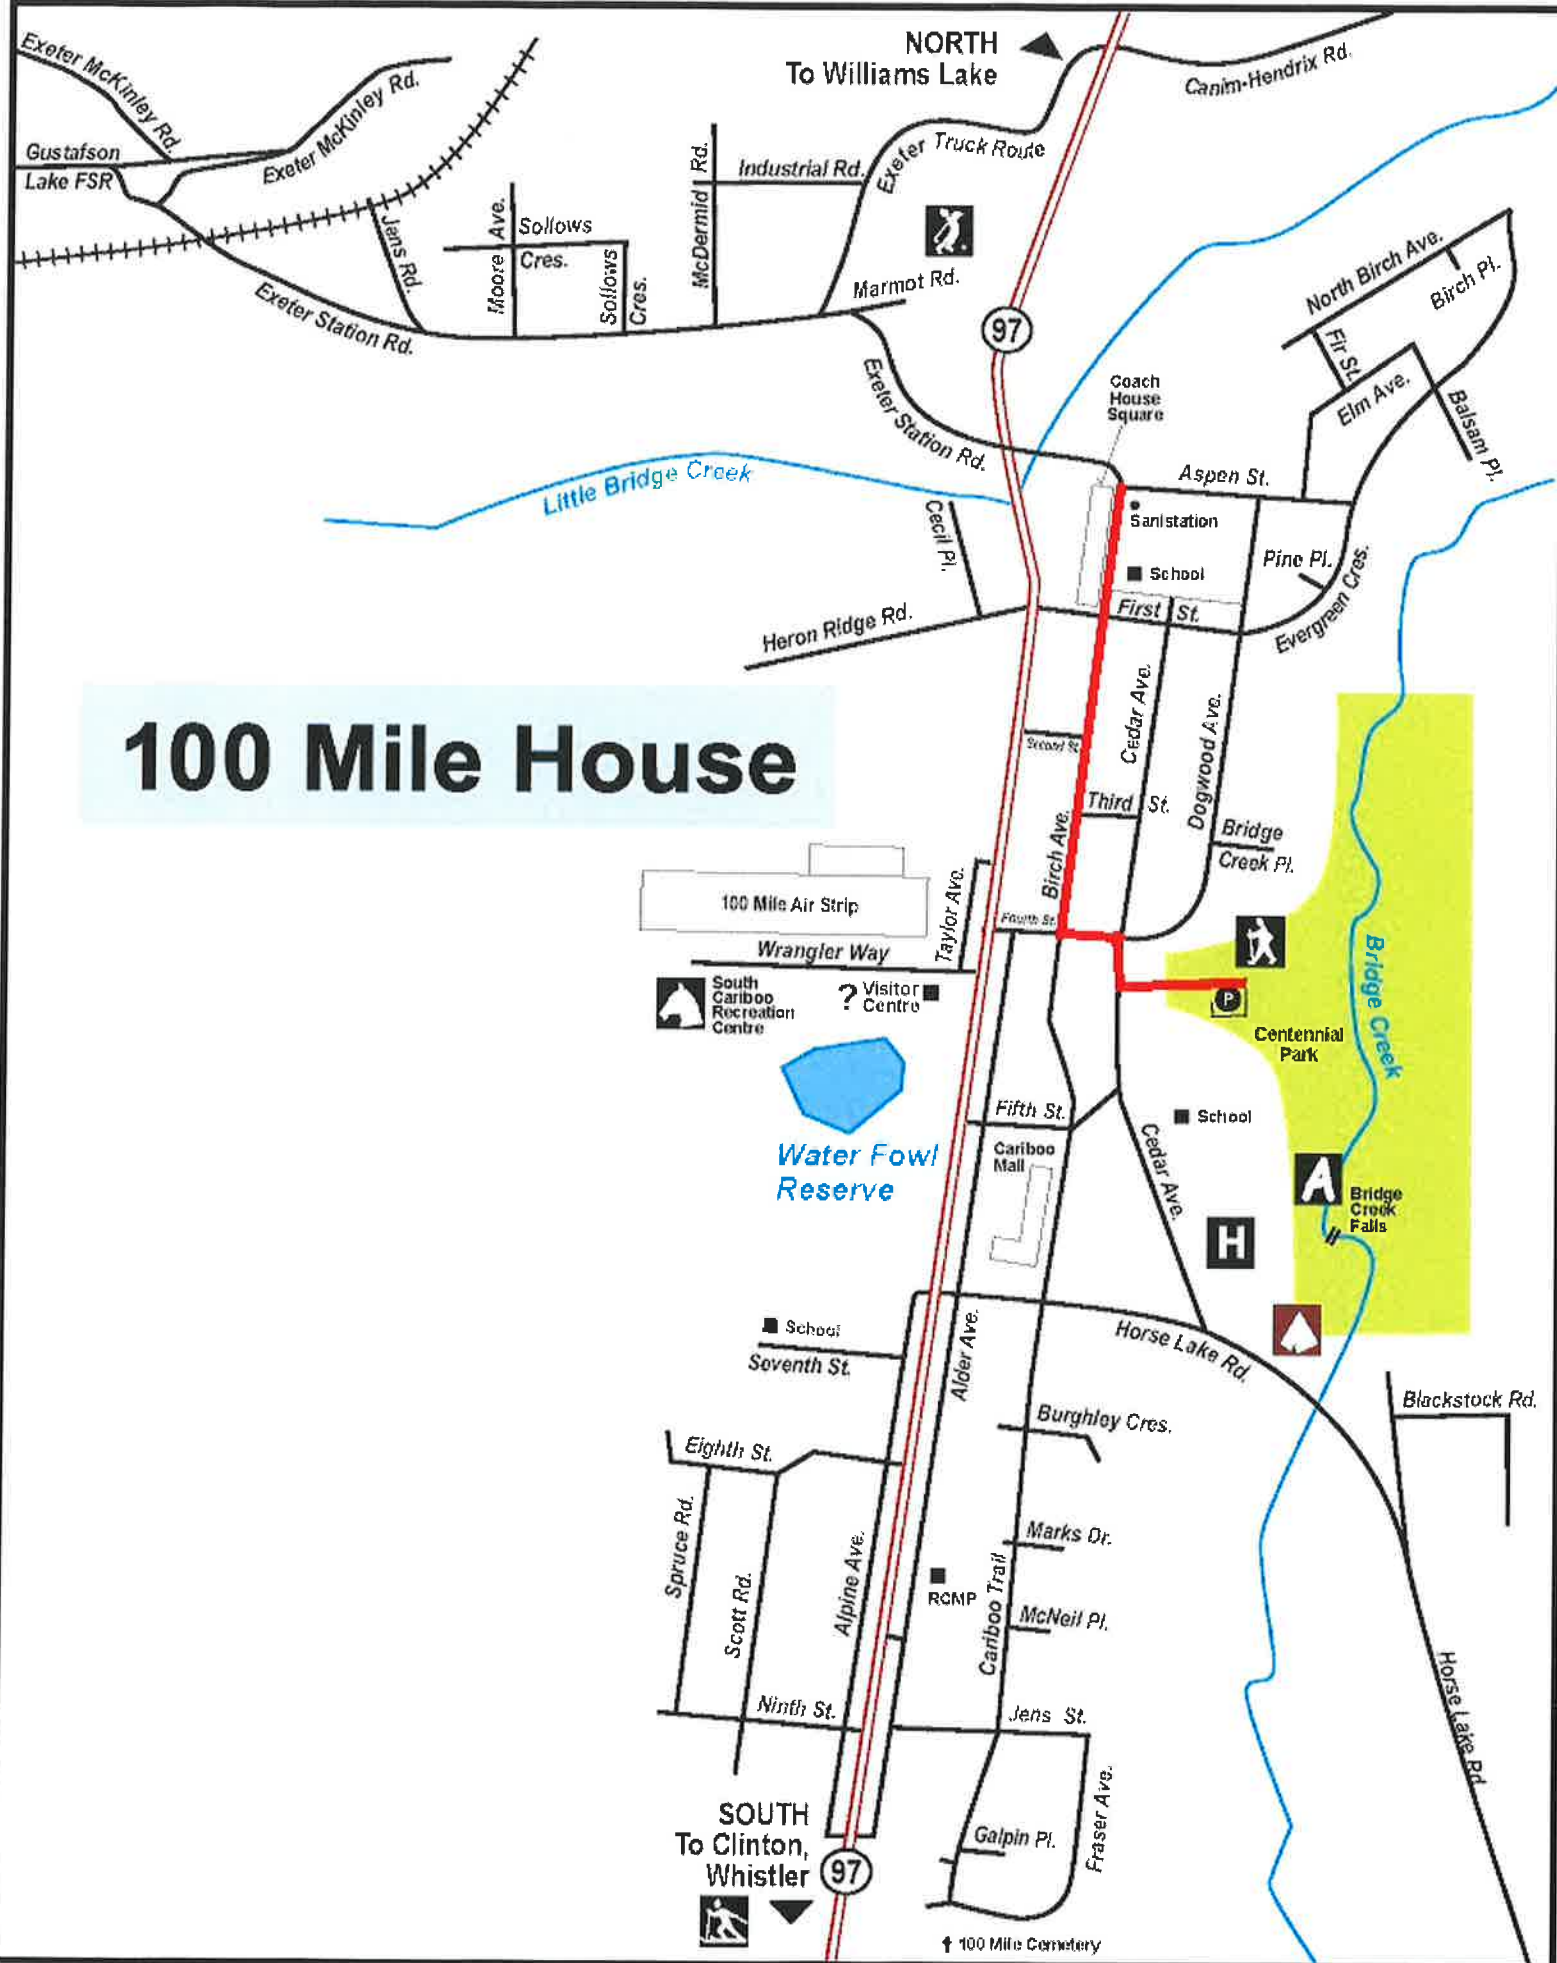 NORTH
To Williams Lake
Canim-Hendrix Rd.
Exeter McKinley Rd.
Exeter McKinley Rd.
Gustafson
Lake FSR
Exeter Truck Route
Industrial Rd.
McDermid Rd.
Jens Rd.
Moore Ave.
Sollows
Cres.
Sollows
Cres.
Exeter Station Rd.
Marmot Rd.
97
North Birch Ave.
Birch Pl.
Fir St.
Elm Ave.
Balsam Pl.
Coach
House
Square
Exeter Station Rd.
Aspen St.
Little Bridge Creek
Cecil Pl.
Sanistation
School
Pine Pl.
Evergreen Cres.
First St.
Heron Ridge Rd.
Cedar Ave.
Dogwood Ave.
100 Mile House
Second St.
Third St.
Birch Ave.
Bridge
Creek Pl.
100 Mile Air Strip
Taylor Ave.
Fourth St.
Wrangler Way
South
Cariboo
Recreation
Centre
? Visitor
Centre
P
Centennial
Park
Bridge Creek
Water Fowl
Reserve
Fifth St.
School
Cariboo
Mall
Cedar Ave.
A
Bridge
Creek
Falls
H
School
Seventh St.
Alder Ave.
Horse Lake Rd.
Blackstock Rd.
Burghley Cres.
Eighth St.
Spruce Rd.
Scott Rd.
Alpine Ave.
Marks Dr.
RCMP
Cariboo Trail
McNeil Pl.
Horse Lake Rd
Ninth St.
Jens St.
SOUTH
To Clinton,
Whistler
97
Galpin Pl.
Fraser Ave.
100 Mile Cemetery